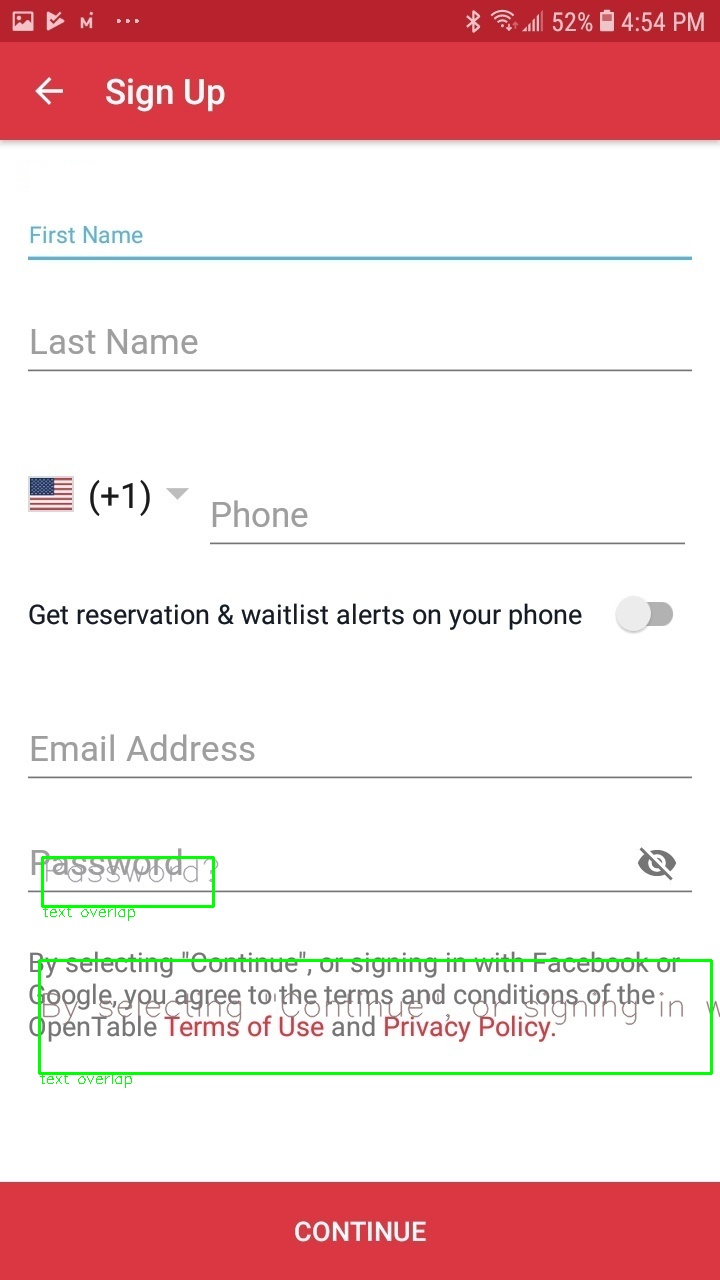 52% 4:54 PM
Sign Up
First Name
Last Name
(+1)
Phone
Get reservation & waitlist alerts on your phone
Email Address
Password
Password?
text overlap
By selecting "Continue", or signing in with Facebook or
Google, you agree to the terms and conditions of the
By selecting "Continue", or signing in w
OpenTable Terms of Use and Privacy Policy.
text overlap
CONTINUE